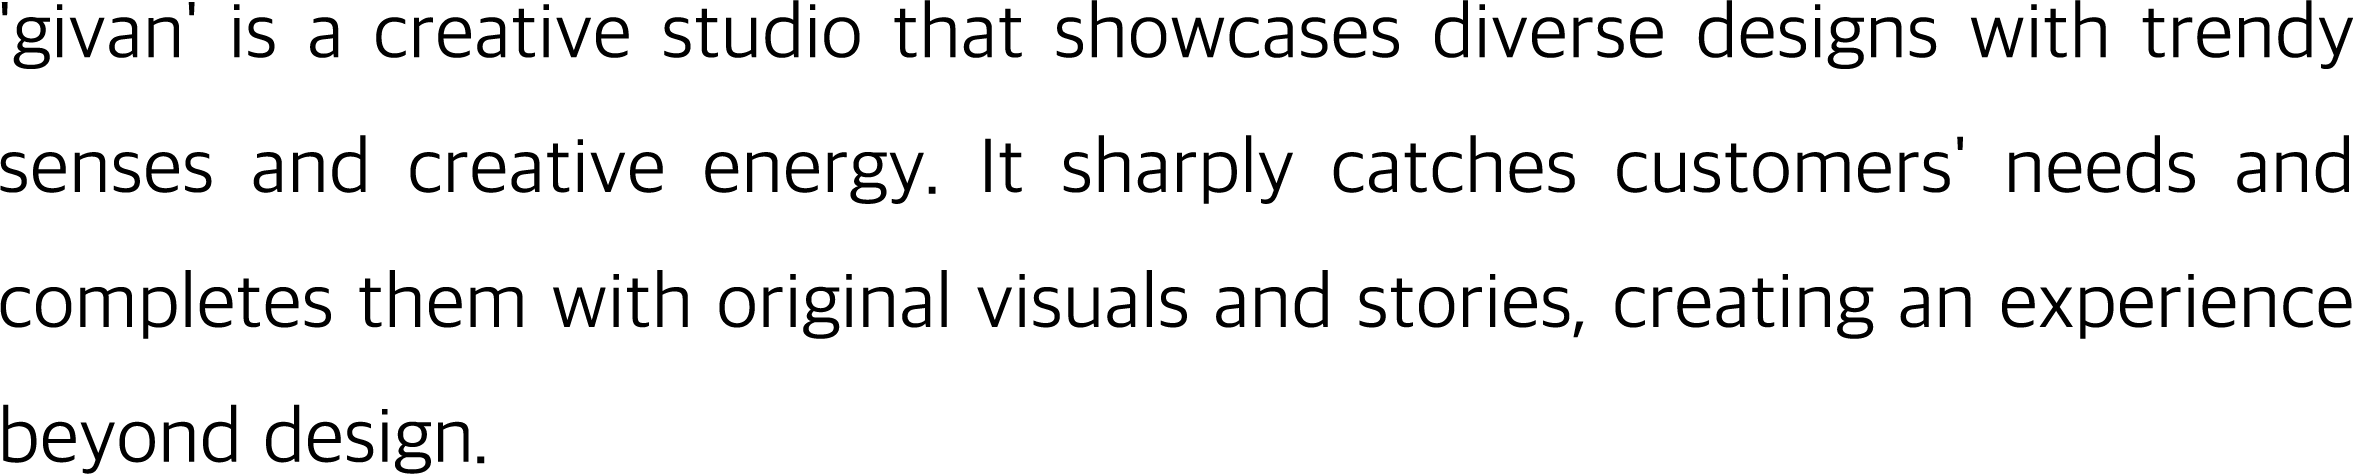 'givan' is a creative studio that showcases diverse designs with trendy
senses and creative energy. It sharply catches customers' needs and
completes them with original visuals and stories, creating an experience
beyond design.